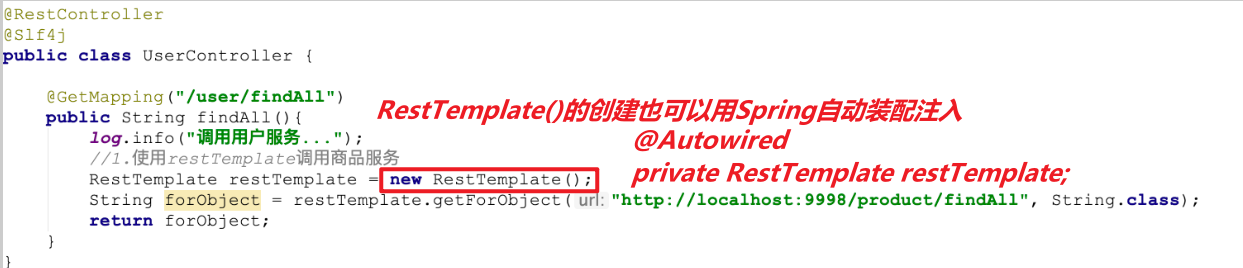 @RestController
@Slf4j
public class UserController {
@GetMapping("/user/findAll")
public String findAll(){
RestTemplate()的创建也可以用Spring自动装配注入
log.info("调用用户服务...");
@Autowired
//1.使用restTemplate调用商品服务
private RestTemplate restTemplate;
RestTemplate restTemplate = new RestTemplate();
String forObject = restTemplate.getForObject( url: "http://localhost:9998/product/findAll", String.class);
return forObject;
}
}